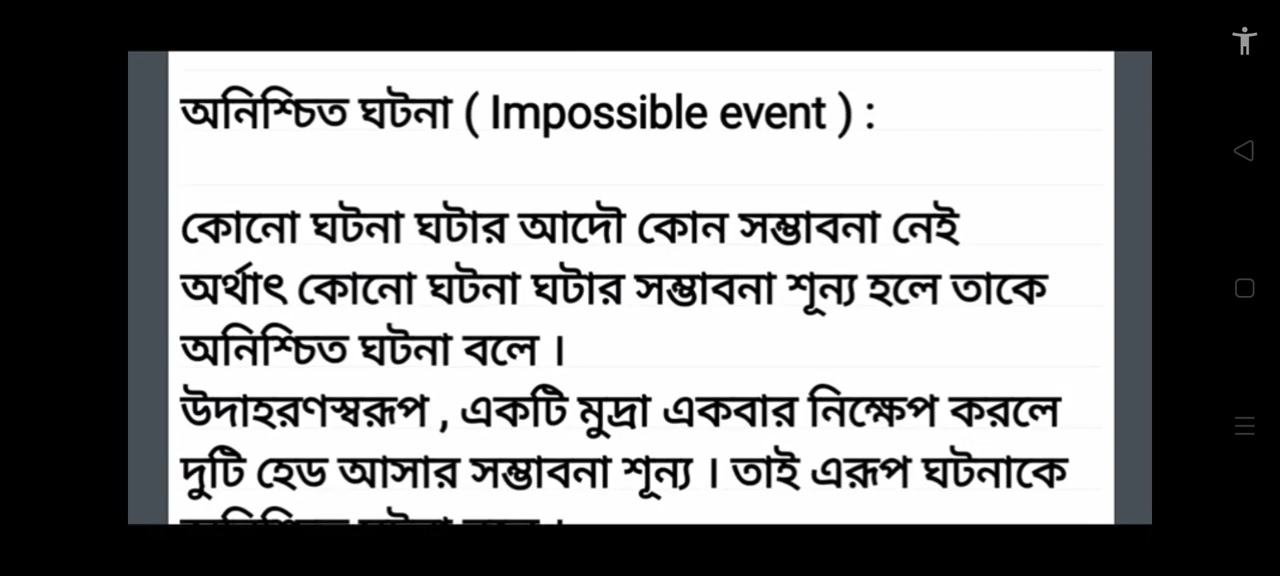 অনিশ্চিত ঘটনা ( Impossible event ) :
কোনো ঘটনা ঘটার আদৌ কোন সম্ভাবনা নেই
অর্থাৎ কোনো ঘটনা ঘটার সম্ভাবনা শূন্য হলে তাকে
অনিশ্চিত ঘটনা বলে ।
উদাহরণস্বরূপ , একটি মুদ্রা একবার নিক্ষেপ করলে
দুটি হেড আসার সম্ভাবনা শূন্য । তাই এরূপ ঘটনাকে